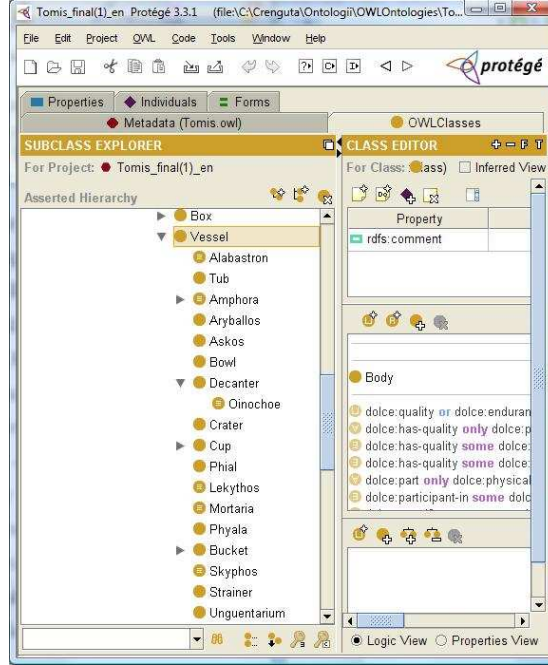 Tomis_final(1)_en Protégé 3.3.1 (file:\C:\Crenguta\Ontologii\OWLOntologies\To...
File Edit Project OWL Code Tools Window Help
protégé
Properties Individuals Forms
Metadata (Tomis.owl) OWLClasses
SUBCLASS EXPLORER
For Project: Tomis_final(1)_en
Asserted Hierarchy
Box
Vessel
Alabastron
Tub
Amphora
Aryballos
Askos
Bowl
Decanter
Oinochoe
Crater
Cup
Phial
Lekythos
Mortaria
Phyala
Bucket
Skyphos
Strainer
Unguentarium
CLASS EDITOR
For Class: lass) Inferred View
Property
rdfs:comment
Body
dolce:quality or dolce:enduran
dolce:has-quality only dolce:p
dolce:has-quality some dolce:
dolce:has-quality some dolce:
dolce:part only dolce:physical
dolce:participant-in some dolc
Logic View Properties View